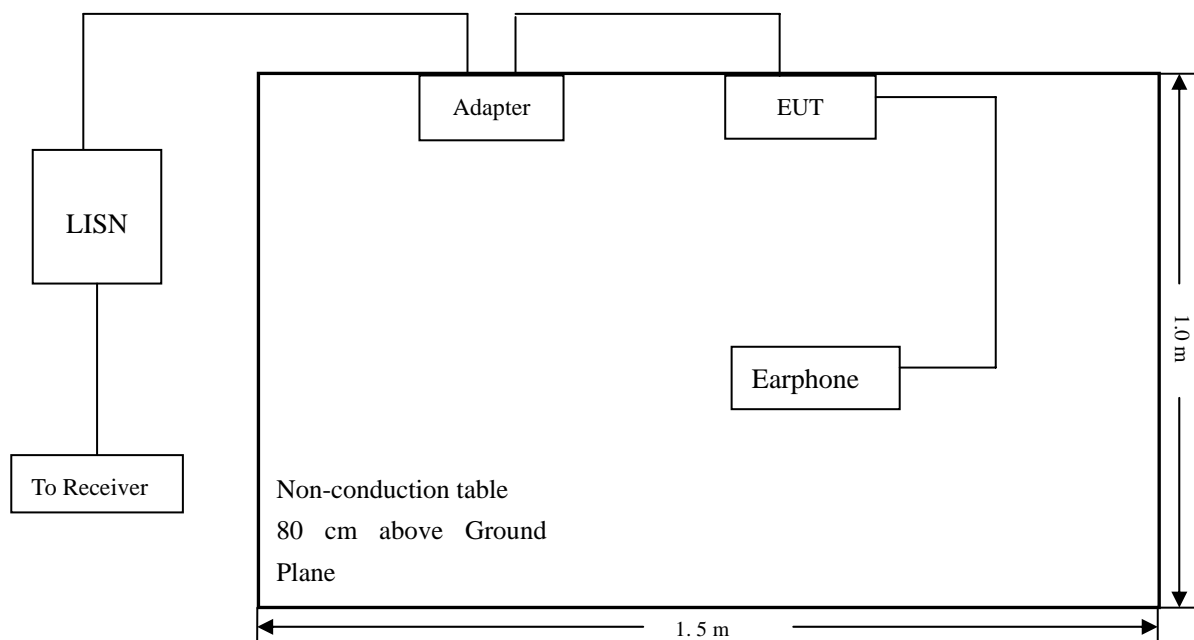 Adapter
EUT
LISN
1.0 m
Earphone
To Receiver
Non-conduction table
80 cm above Ground
Plane
1. 5 m